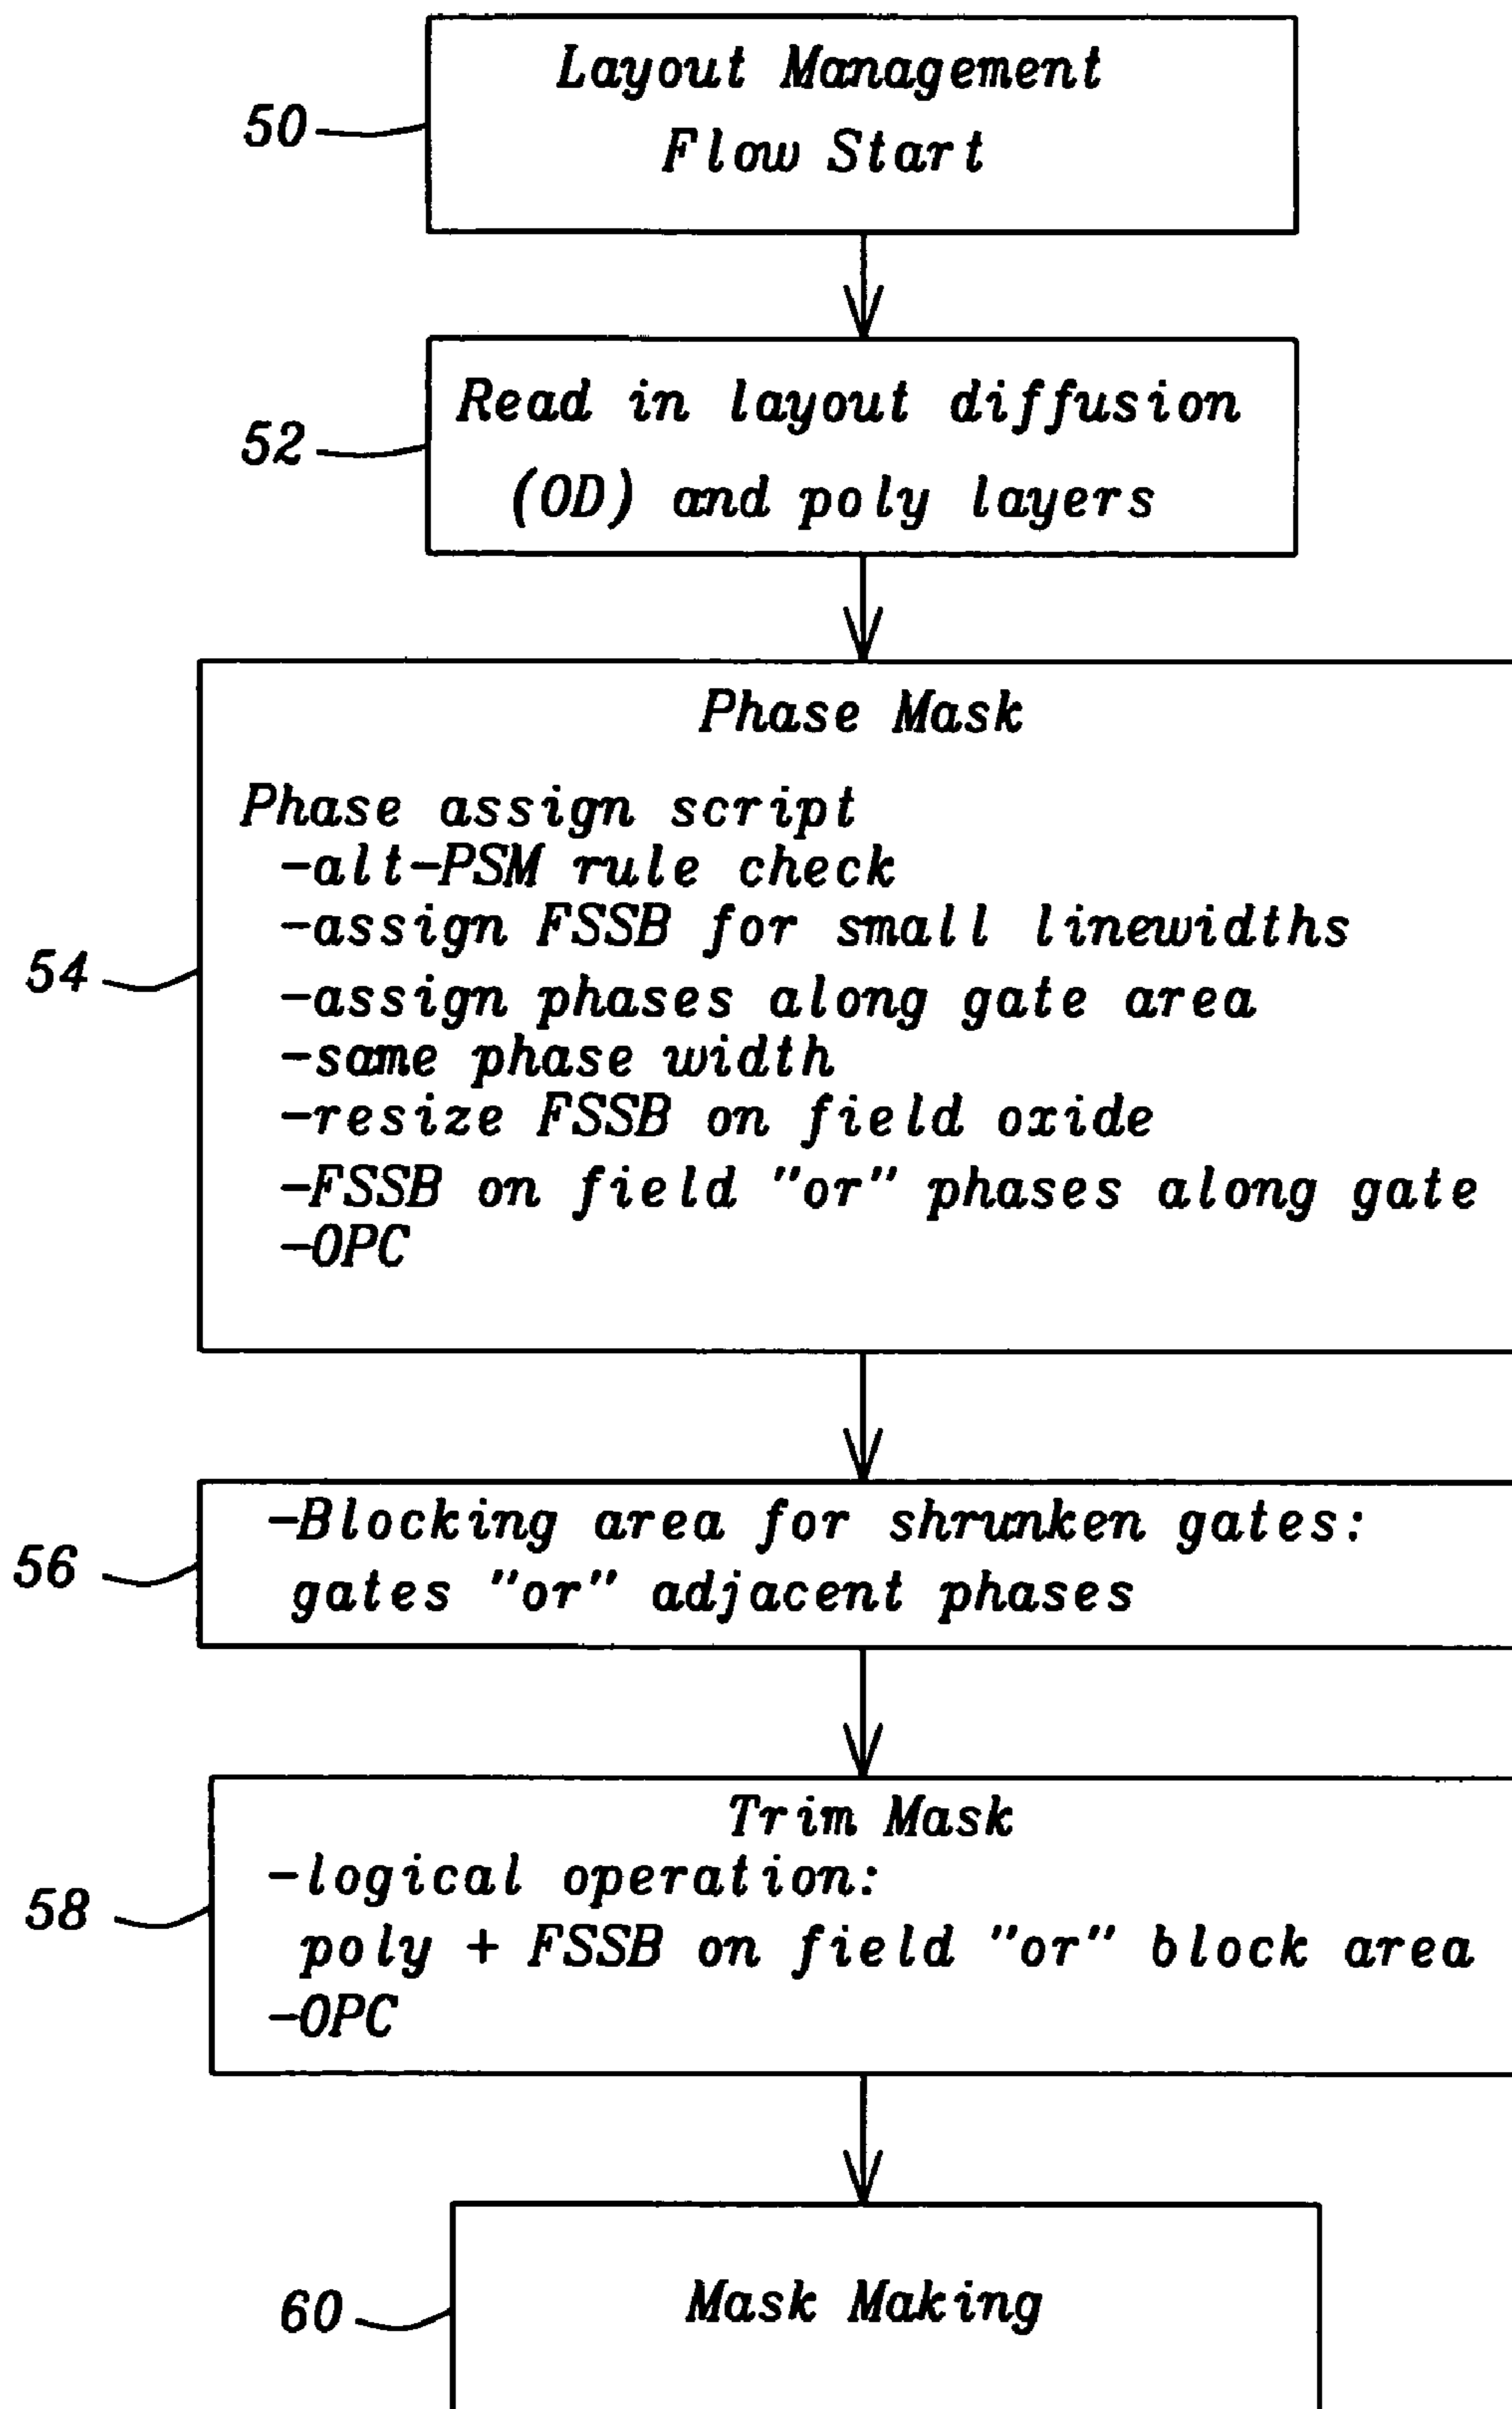 Layout Management
Flow Start
50
Read in layout diffusion
(OD) and poly layers
52
Phase Mask
Phase assign script
-alt-PSM rule check
-assign FSSB for small linewidths
-assign phases along gate area
-same phase width
-resize FSSB on field oxide
-FSSB on field "or" phases along gate
-OPC
54
-Blocking area for shrunken gates:
gates "or" adjacent phases
56
Trim Mask
-logical operation:
poly + FSSB on field "or" block area
-OPC
58
Mask Making
60